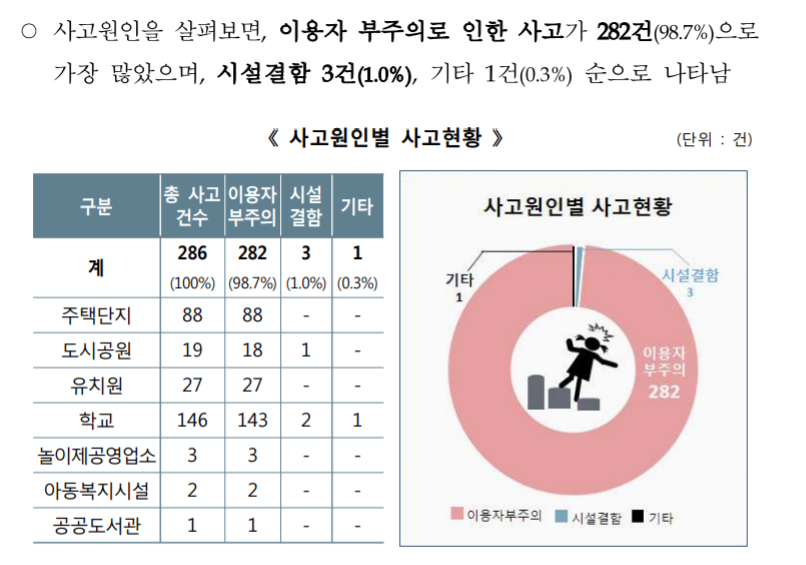 ○ 사고원인을 살펴보면, 이용자 부주의로 인한 사고가 282건(98.7%)으로
가장 많았으며, 시설결함 3건(1.0%), 기타 1건(0.3%) 순으로 나타남
《 사고원인별 사고현황 》 (단위 : 건)
구분 총 사고 건수 이용자 부주의 시설 결함 기타
계 286 (100%) 282 (98.7%) 3 (1.0%) 1 (0.3%)
주택단지 88 88 - -
도시공원 19 18 1 -
유치원 27 27 - -
학교 146 143 2 1
놀이제공영업소 3 3 - -
아동복지시설 2 2 - -
공공도서관 1 1 - -
사고원인별 사고현황
기타
1
시설결함
3
이용자
부주의
282
이용자부주의 시설결함 기타